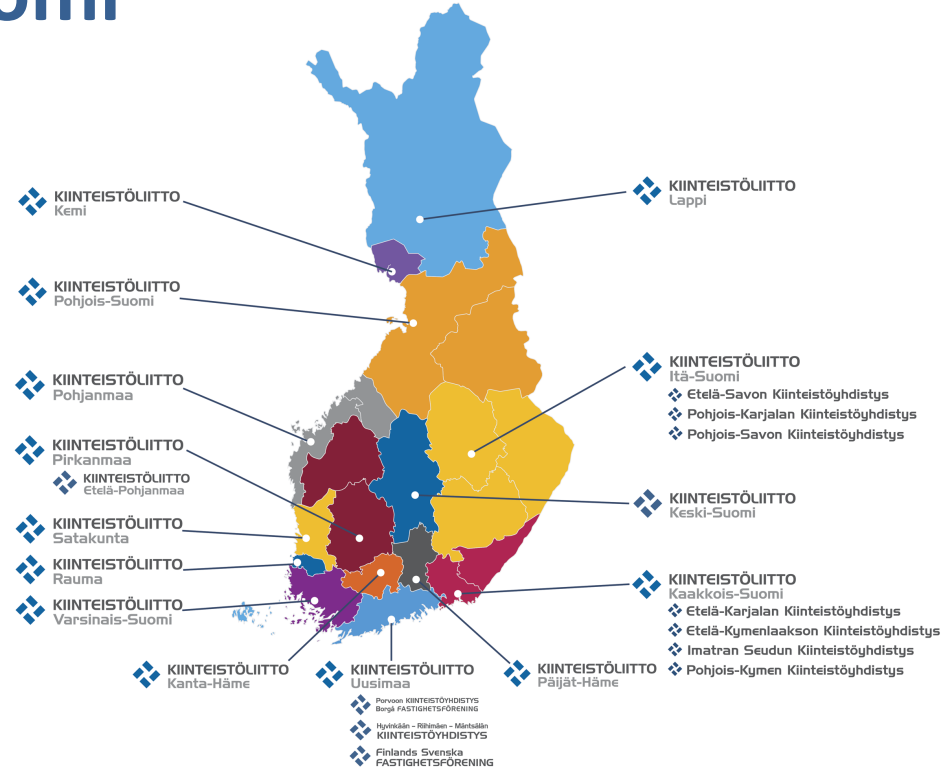 KIINTEISTÖLIITTO
Kemi
KIINTEISTÖLIITTO
Pohjois-Suomi
KIINTEISTÖLIITTO
Pohjanmaa
KIINTEISTÖLIITTO
Pirkanmaa
KIINTEISTÖLIITTO
Etelä-Pohjanmaa
KIINTEISTÖLIITTO
Satakunta
KIINTEISTÖLIITTO
Rauma
KIINTEISTÖLIITTO
Varsinais-Suomi
KIINTEISTÖLIITTO
Kanta-Häme
KIINTEISTÖLIITTO
Uusimaa
Porvoon KIINTEISTÖYHDISTYS
Borgå FASTIGHETSFÖRENING
Hyvinkään – Riihimäen – Mäntsälän
KIINTEISTÖYHDISTYS
Finlands Svenska
FASTIGHETSFÖRENING
KIINTEISTÖLIITTO
Päijät-Häme
KIINTEISTÖLIITTO
Lappi
KIINTEISTÖLIITTO
Itä-Suomi
Etelä-Savon Kiinteistöyhdistys
Pohjois-Karjalan Kiinteistöyhdistys
Pohjois-Savon Kiinteistöyhdistys
KIINTEISTÖLIITTO
Keski-Suomi
KIINTEISTÖLIITTO
Kaakkois-Suomi
Etelä-Karjalan Kiinteistöyhdistys
Etelä-Kymenlaakson Kiinteistöyhdistys
Imatran Seudun Kiinteistöyhdistys
Pohjois-Kymen Kiinteistöyhdistys